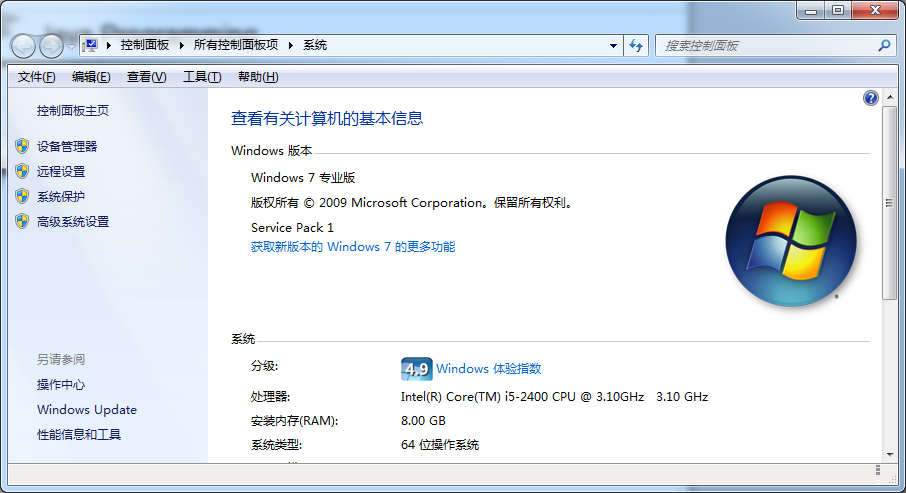 控制面板 ▸ 所有控制面板项 ▸ 系统
搜索控制面板
文件(F) 编辑(E) 查看(V) 工具(T) 帮助(H)
控制面板主页
设备管理器
远程设置
系统保护
高级系统设置
另请参阅
操作中心
Windows Update
性能信息和工具
查看有关计算机的基本信息
Windows 版本
Windows 7 专业版
版权所有 © 2009 Microsoft Corporation。保留所有权利。
Service Pack 1
获取新版本的 Windows 7 的更多功能
系统
分级: 4.9 Windows 体验指数
处理器: Intel(R) Core(TM) i5-2400 CPU @ 3.10GHz 3.10 GHz
安装内存(RAM): 8.00 GB
系统类型: 64 位操作系统